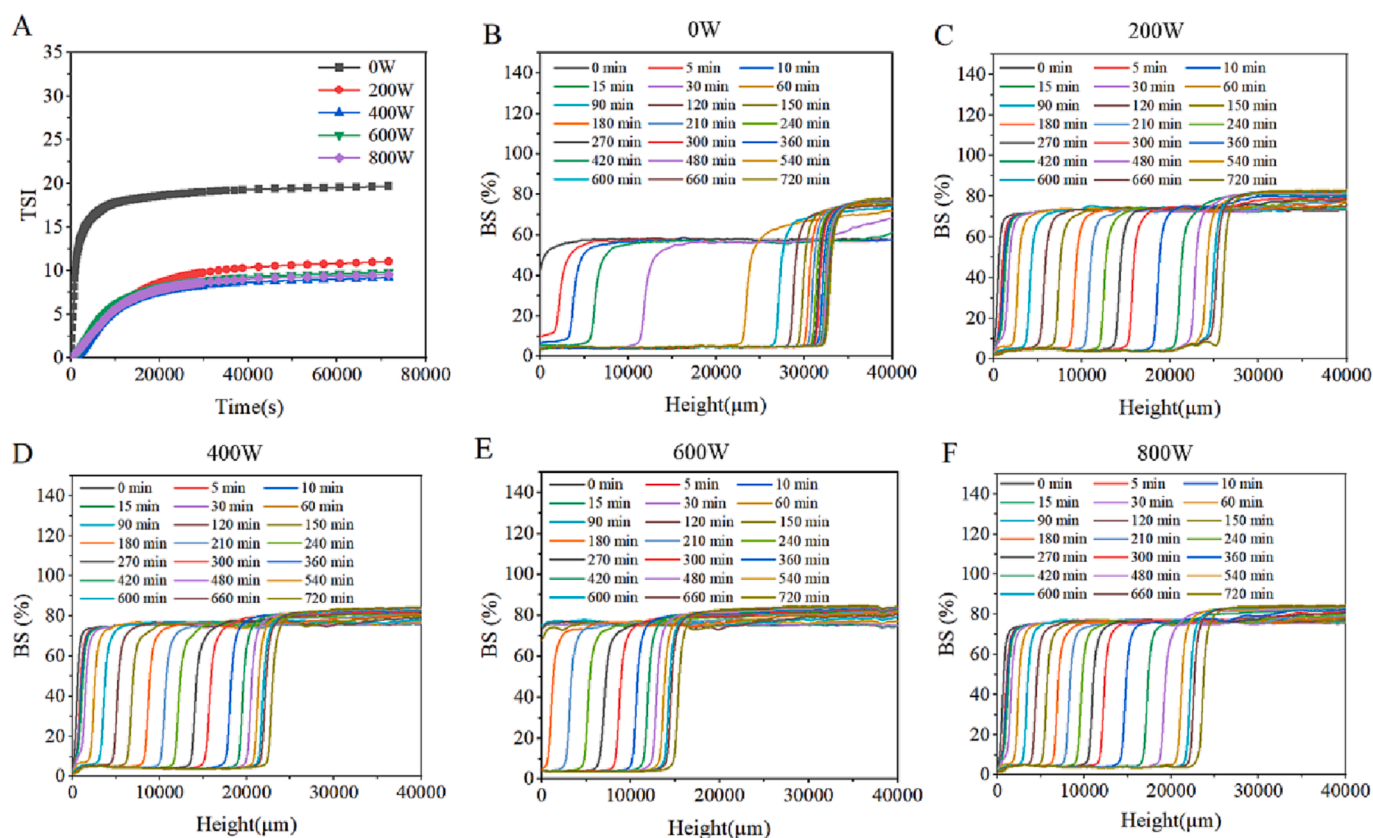 A
TSI
35
30
25
20
15
10
5
0
0W
200W
400W
600W
800W
0 20000 40000 60000 80000
Time(s)
B
0W
BS (%)
140
120
100
80
60
40
20
0
0 min 5 min 10 min
15 min 30 min 60 min
90 min 120 min 150 min
180 min 210 min 240 min
270 min 300 min 360 min
420 min 480 min 540 min
600 min 660 min 720 min
0 10000 20000 30000 40000
Height(μm)
C
200W
BS (%)
140
120
100
80
60
40
20
0
0 min 5 min 10 min
15 min 30 min 60 min
90 min 120 min 150 min
180 min 210 min 240 min
270 min 300 min 360 min
420 min 480 min 540 min
600 min 660 min 720 min
0 10000 20000 30000 40000
Height(μm)
D
400W
BS (%)
140
120
100
80
60
40
20
0
0 min 5 min 10 min
15 min 30 min 60 min
90 min 120 min 150 min
180 min 210 min 240 min
270 min 300 min 360 min
420 min 480 min 540 min
600 min 660 min 720 min
0 10000 20000 30000 40000
Height(μm)
E
600W
BS (%)
140
120
100
80
60
40
20
0
0 min 5 min 10 min
15 min 30 min 60 min
90 min 120 min 150 min
180 min 210 min 240 min
270 min 300 min 360 min
420 min 480 min 540 min
600 min 660 min 720 min
0 10000 20000 30000 40000
Height(μm)
F
800W
BS (%)
140
120
100
80
60
40
20
0
0 min 5 min 10 min
15 min 30 min 60 min
90 min 120 min 150 min
180 min 210 min 240 min
270 min 300 min 360 min
420 min 480 min 540 min
600 min 660 min 720 min
0 10000 20000 30000 40000
Height(μm)